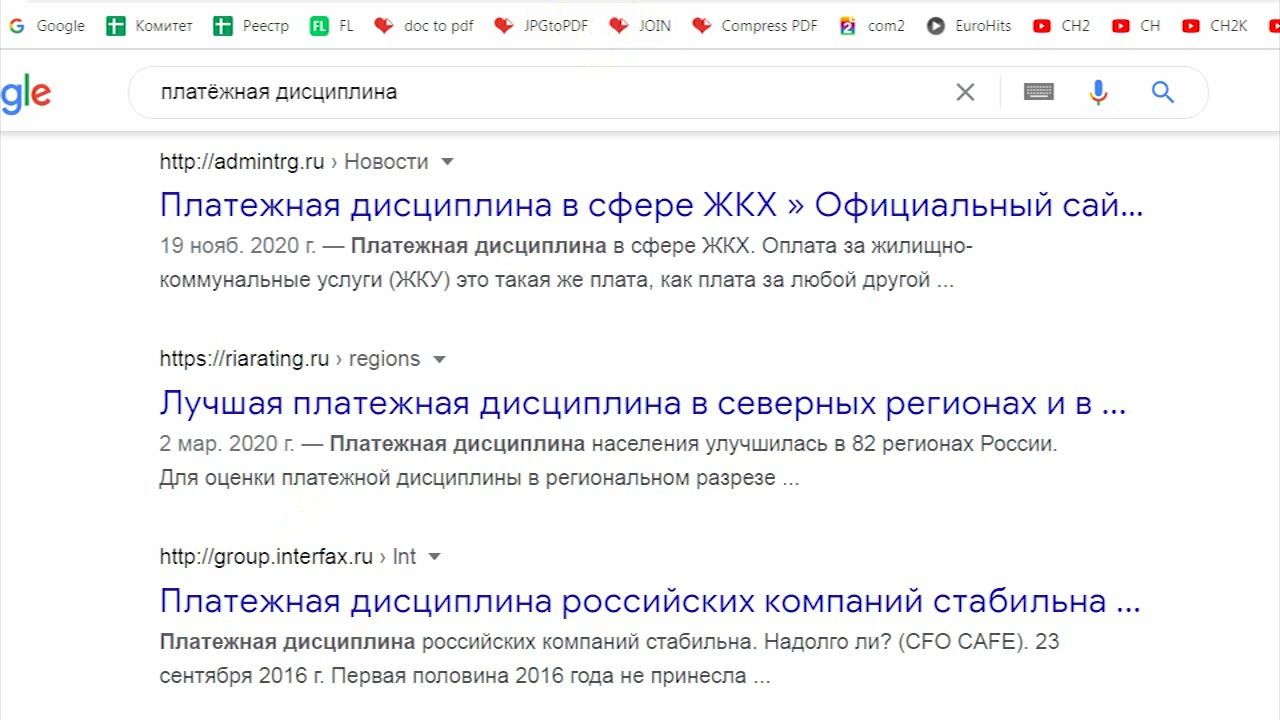 Google Комитет Реестр FL FL doc to pdf JPGtoPDF JOIN Compress PDF 2 com2 EuroHits CH2 CH CH2K
gle платёжная дисциплина
http://admintrg.ru › Новости
Платежная дисциплина в сфере ЖКХ » Официальный сай...
19 нояб. 2020 г. — Платежная дисциплина в сфере ЖКХ. Оплата за жилищно-
коммунальные услуги (ЖКУ) это такая же плата, как плата за любой другой ...
https://riarating.ru › regions
Лучшая платежная дисциплина в северных регионах и в ...
2 мар. 2020 г. — Платежная дисциплина населения улучшилась в 82 регионах России.
Для оценки платежной дисциплины в региональном разрезе ...
http://group.interfax.ru › Int
Платежная дисциплина российских компаний стабильна ...
Платежная дисциплина российских компаний стабильна. Надолго ли? (CFO CAFE). 23
сентября 2016 г. Первая половина 2016 года не принесла ...